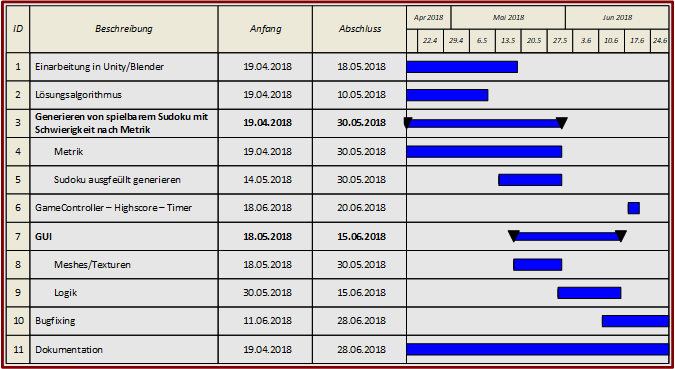 ID Beschreibung Anfang Abschluss Apr 2018 Mai 2018 Jun 2018
22.4 29.4 6.5 13.5 20.5 27.5 3.6 10.6 17.6 24.6
1 Einarbeitung in Unity/Blender 19.04.2018 18.05.2018
2 Lösungsalgorithmus 19.04.2018 10.05.2018
3 Generieren von spielbarem Sudoku mit
Schwierigkeit nach Metrik 19.04.2018 30.05.2018
4 Metrik 19.04.2018 30.05.2018
5 Sudoku ausgfeüllt generieren 14.05.2018 30.05.2018
6 GameController – Highscore – Timer 18.06.2018 20.06.2018
7 GUI 18.05.2018 15.06.2018
8 Meshes/Texturen 18.05.2018 30.05.2018
9 Logik 30.05.2018 15.06.2018
10 Bugfixing 11.06.2018 28.06.2018
11 Dokumentation 19.04.2018 28.06.2018